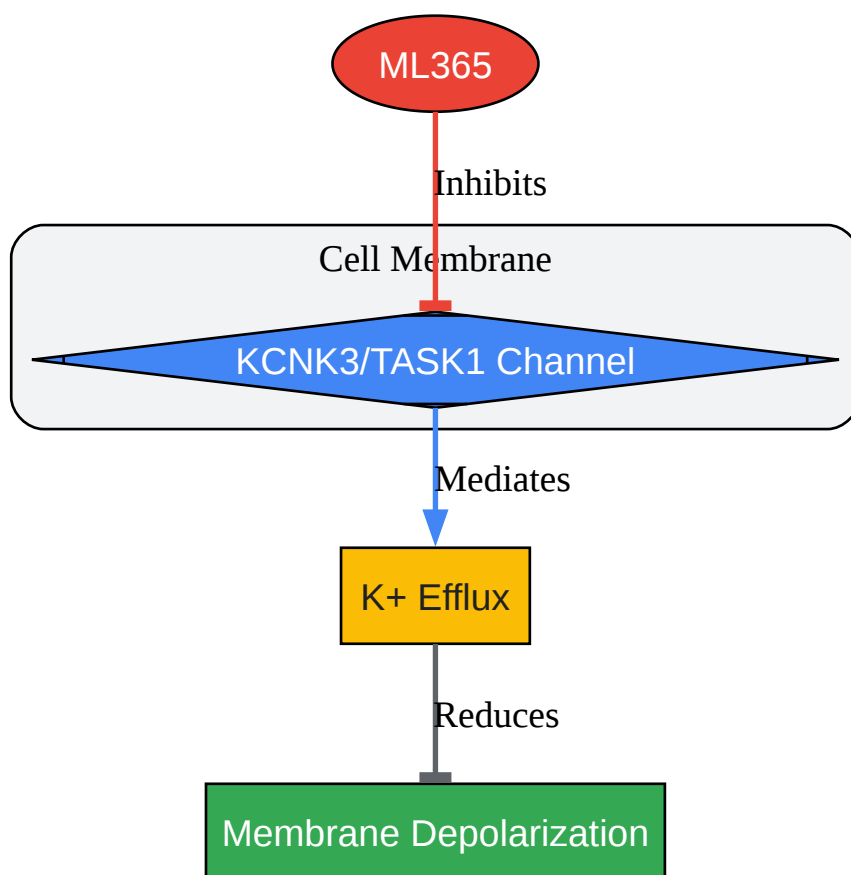 ML365
Inhibits
Cell Membrane
KCNK3/TASK1 Channel
Mediates
K+ Efflux
Reduces
Membrane Depolarization